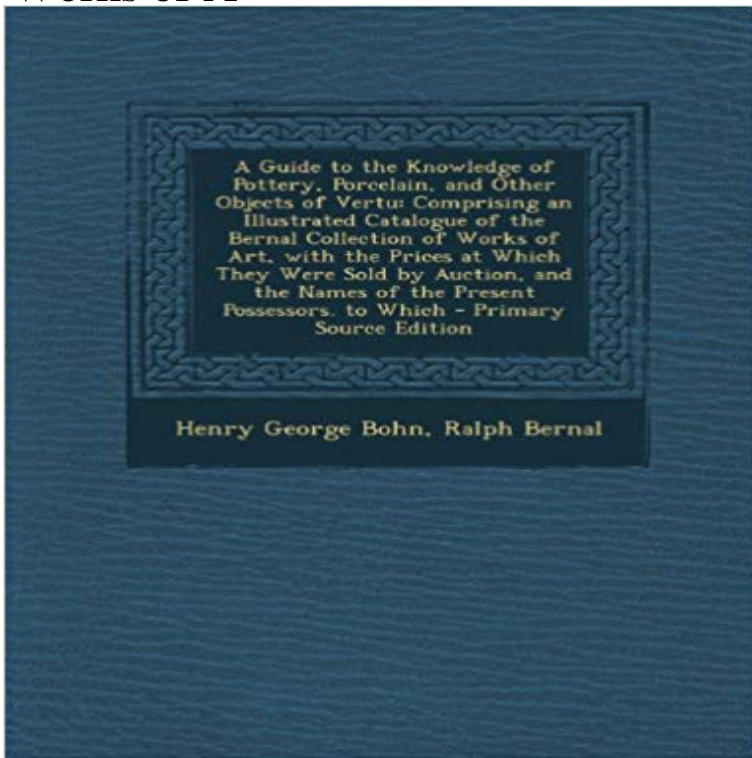 A Guide to the Knowledge of
Pottery, Porcelain, and Other
Objects of Vertu: Comprising an
Illustrated Catalogue of the
Bernal Collection of Works of
Art, with the Prices at Which
They Were Sold by Auction, and
the Names of the Present
Possessors. to Which - Primary
Source Edition
Henry George Bohn, Ralph Bernal